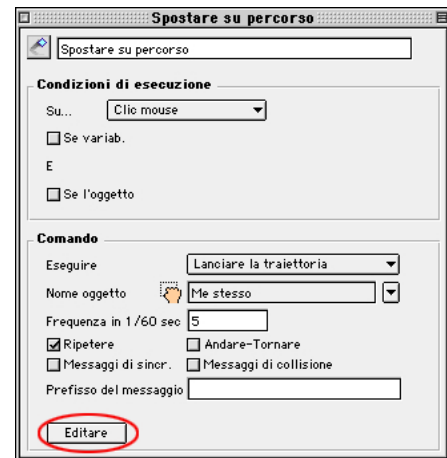 Spostare su percorso
Spostare su percorso
Condizioni di esecuzione
Su... Clic mouse
Se variab.
E
Se l'oggetto
Comando
Eseguire Lanciare la traiettoria
Nome oggetto Me stesso
Frequenza in 1/60 sec 5
Ripetere Andare-Tornare
Messaggi di sincr. Messaggi di collisione
Prefisso del messaggio
Editare